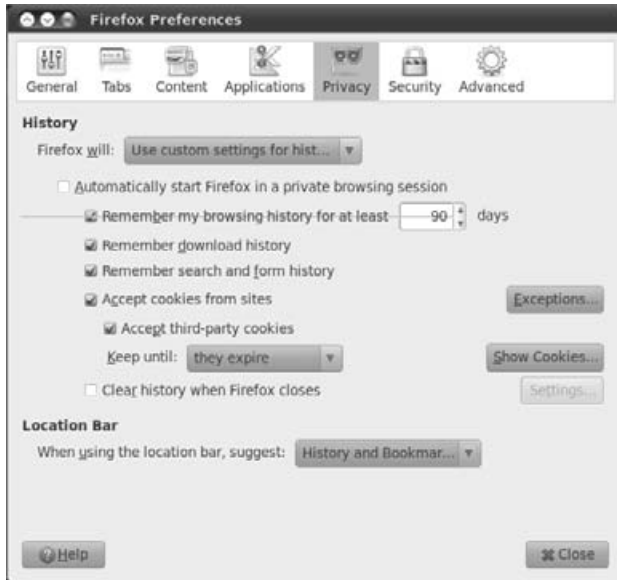 Firefox Preferences
General Tabs Content Applications Privacy Security Advanced
History
Firefox will: Use custom settings for hist...
Automatically start Firefox in a private browsing session
Remember my browsing history for at least 90 days
Remember download history
Remember search and form history
Accept cookies from sites Exceptions...
Accept third-party cookies
Keep until: they expire Show Cookies...
Clear history when Firefox closes Settings...
Location Bar
When using the location bar, suggest: History and Bookmar...
Help Close